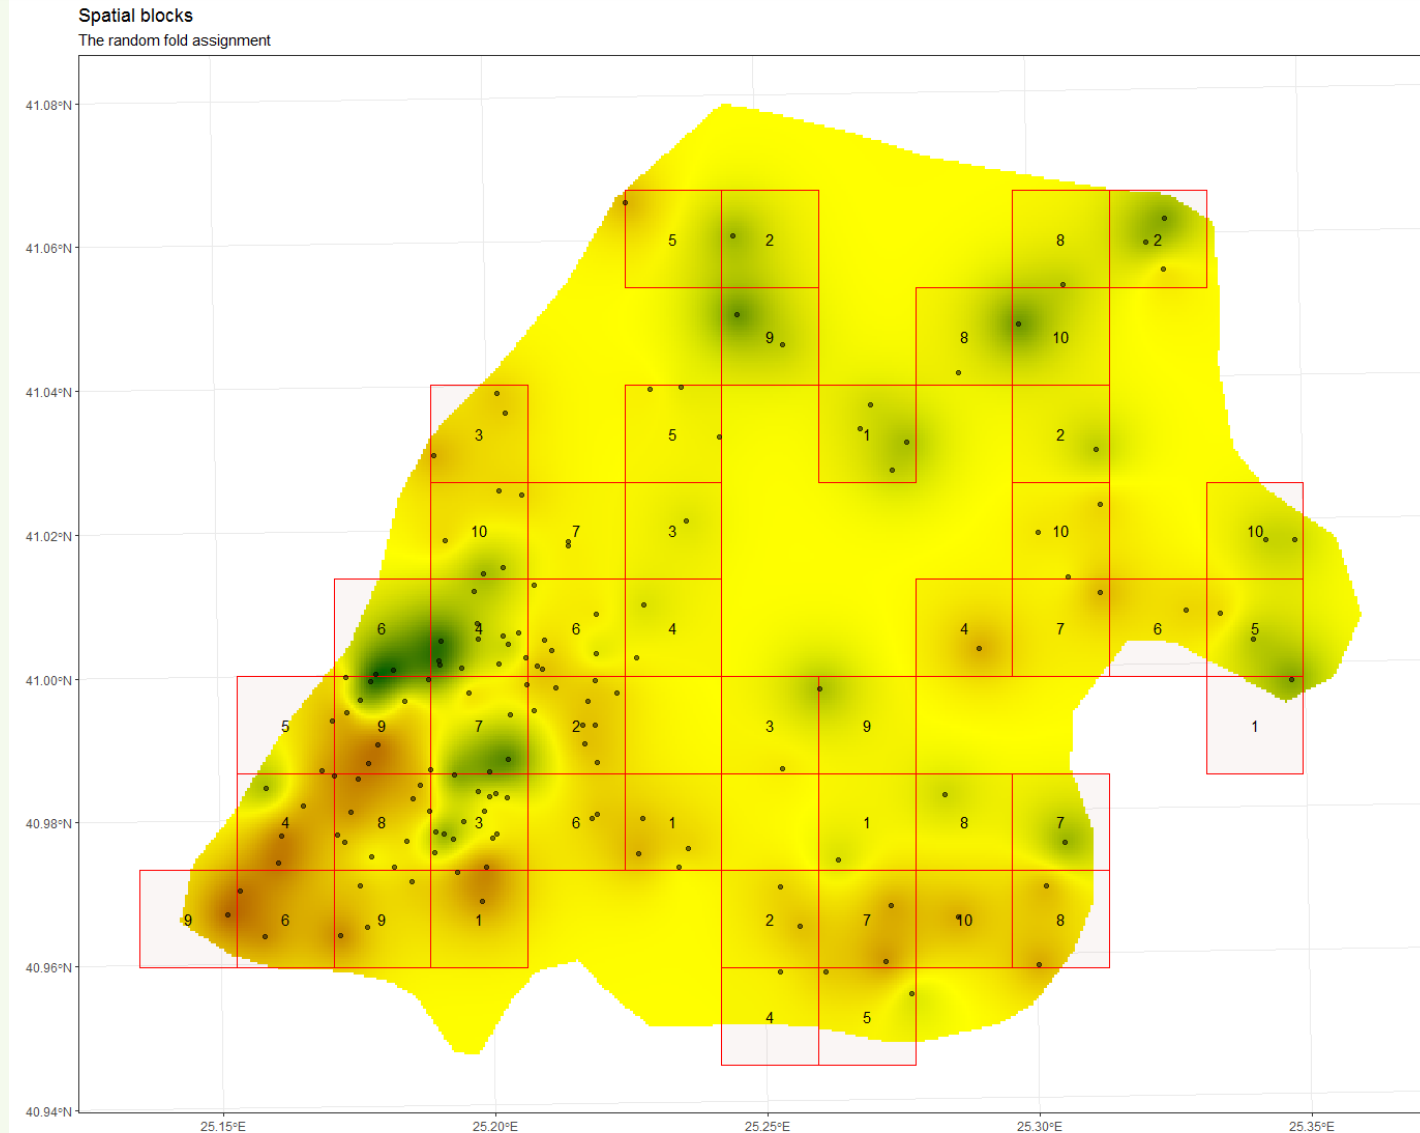 Spatial blocks
The random fold assignment
41.08°N
41.06°N
41.04°N
41.02°N
41.00°N
40.98°N
40.96°N
40.94°N
5 2 8 2
9 8 10
3 5 1 2
10 7 3 10 10
6 4 6 4 4 7 6 5
5 9 7 2 3 9 1
4 8 3 6 1 1 8 7
9 6 9 1 2 7 10 8
4 5
25.15°E 25.20°E 25.25°E 25.30°E 25.35°E